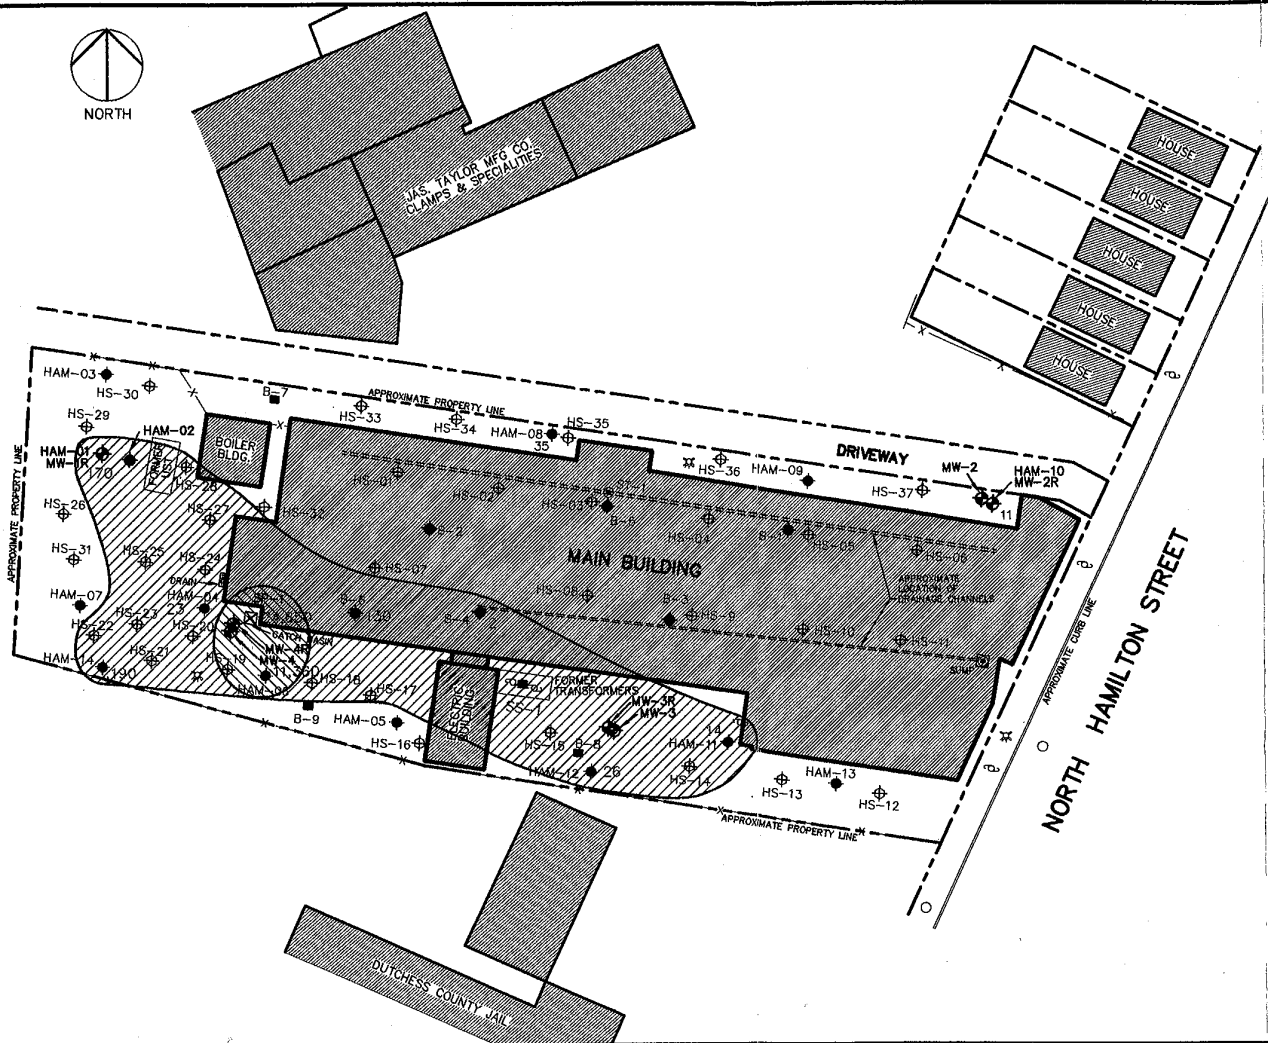 NORTH
JAS. TAYLOR MFG CO.
CLAMPS & SPECIALITIES
HOUSE
HOUSE
HOUSE
HOUSE
HOUSE
HAM-03
HS-30
B-7
APPROXIMATE PROPERTY LINE
HS-33
HS-34
HAM-08
35
HS-35
HS-29
HAM-02
HAM-01
MW-1R
170
FORMER
UST
BOILER
BLDG.
HS-28
HS-36
HAM-09
DRIVEWAY
HS-37
MW-2
HAM-10
MW-2R
11
HS-01
HS-02
HS-03
B-2
HS-04
B-1
HS-05
HS-06
HS-26
HS-27
HS-32
APPROXIMATE PROPERTY LINE
HS-31
HS-25
HS-24
DRAIN
HS-07
MAIN BUILDING
HS-08
APPROXIMATE
LOCATION OF
DRAINAGE CHANNELS
HAM-07
HAM-04
23
HS-23
HS-22
HS-20
CATCH BASIN
MW-4R
MW-4
B-3
HS-9
HS-10
HS-11
SUMP
HAM-14
190
HS-21
HS-19
HS-18
HS-17
ELECTRIC
BUILDING
FORMER
TRANSFORMERS
SS-1
MW-3R
MW-3
B-9
HAM-05
HS-16
HS-15
B-8
14
HAM-11
HAM-12
26
HS-14
HS-13
HAM-13
HS-12
APPROXIMATE PROPERTY LINE
APPROXIMATE CURB LINE
NORTH HAMILTON STREET
DUTCHESS COUNTY JAIL